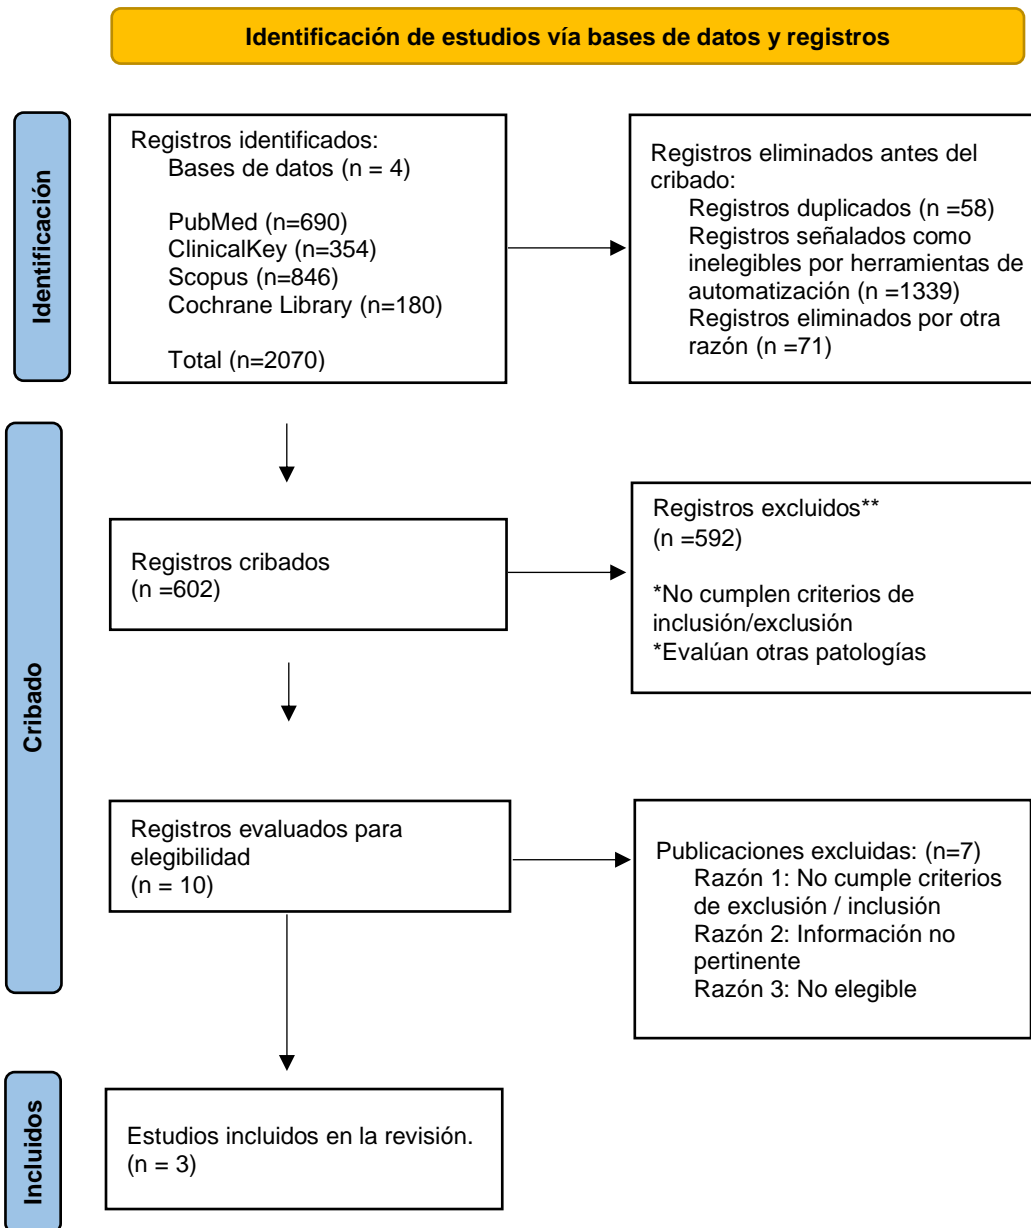 Identificación de estudios vía bases de datos y registros
Identificación
Registros identificados:
Bases de datos (n = 4)
PubMed (n=690)
ClinicalKey (n=354)
Scopus (n=846)
Cochrane Library (n=180)
Total (n=2070)
Registros eliminados antes del
cribado:
Registros duplicados (n =58)
Registros señalados como
inelegibles por herramientas de
automatización (n =1339)
Registros eliminados por otra
razón (n =71)
Cribado
Registros cribados
(n =602)
Registros excluidos**
(n =592)
*No cumplen criterios de
inclusión/exclusión
*Evalúan otras patologías
Registros evaluados para
elegibilidad
(n = 10)
Publicaciones excluidas: (n=7)
Razón 1: No cumple criterios
de exclusión / inclusión
Razón 2: Información no
pertinente
Razón 3: No elegible
Incluidos
Estudios incluidos en la revisión.
(n = 3)